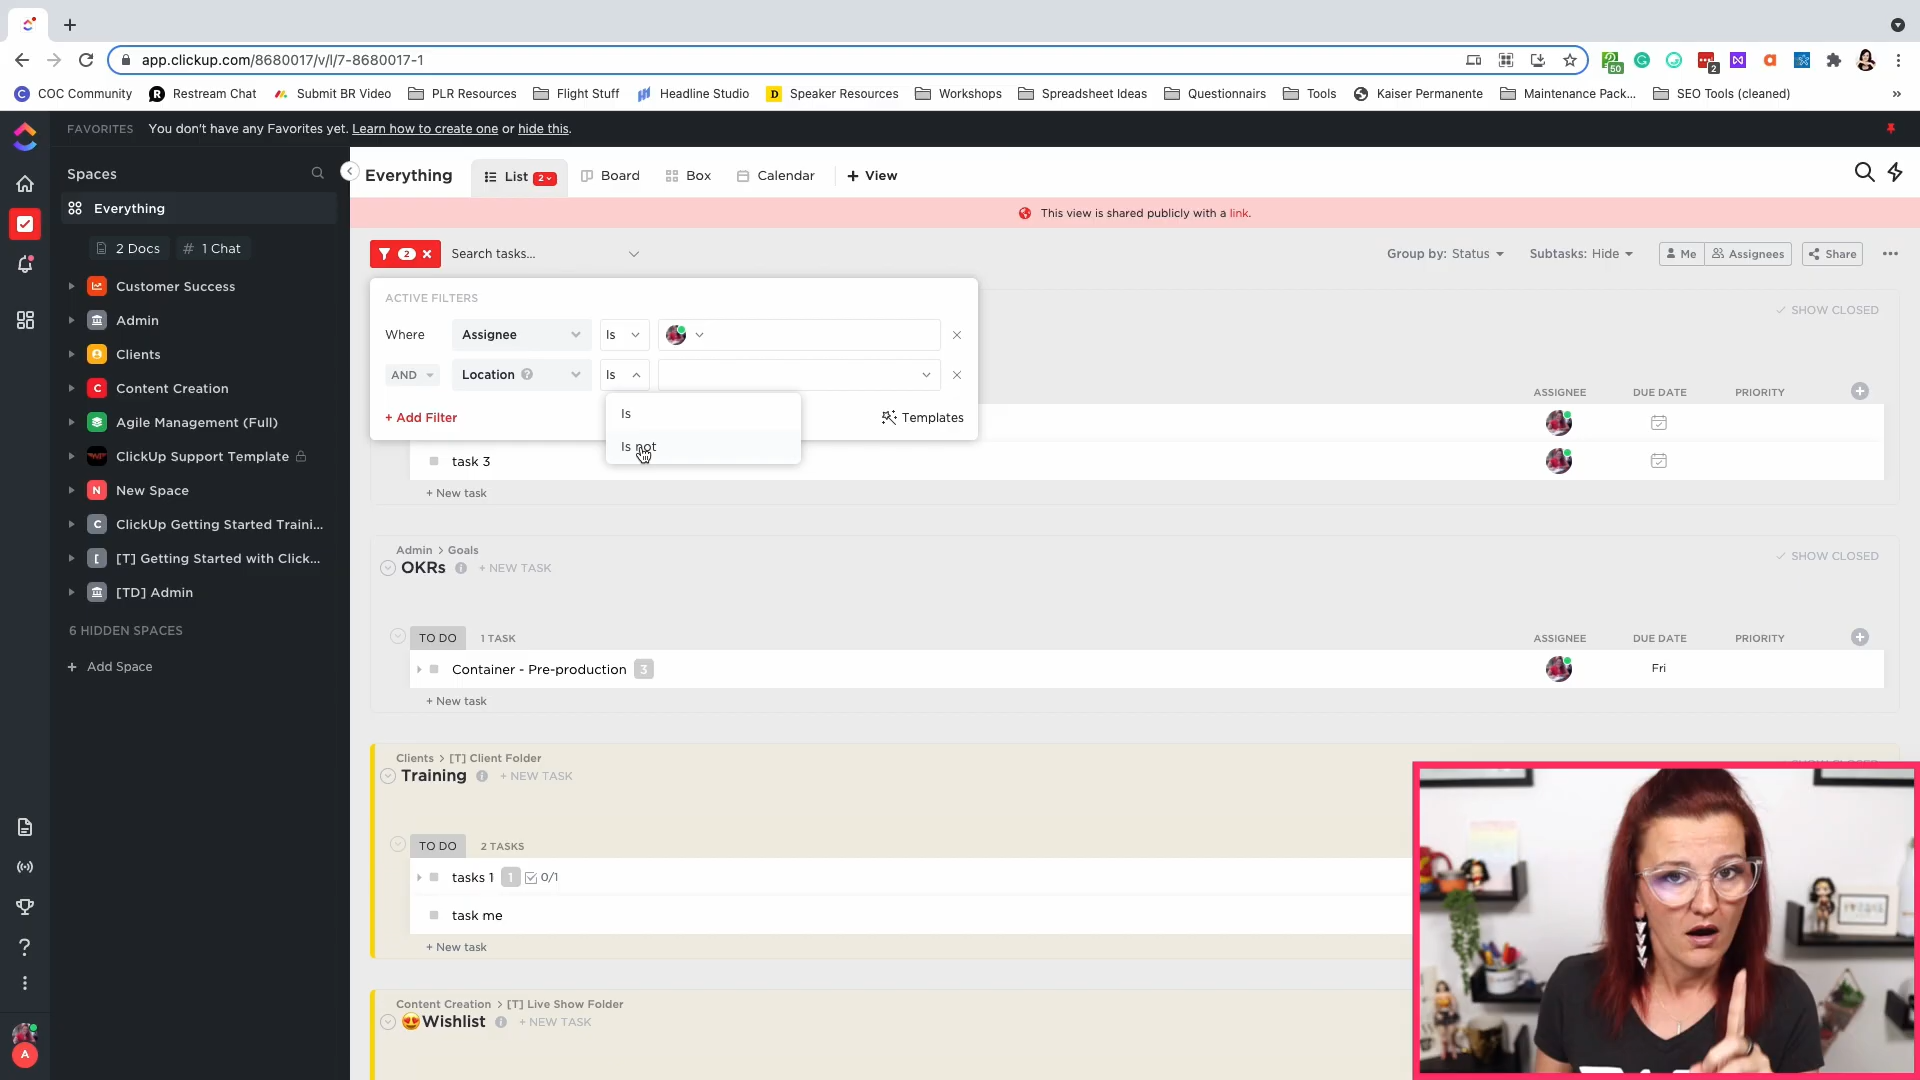 app.clickup.com/8680017/v/l/7-8680017-1
50
2
COC Community
Restream Chat
Submit BR Video
PLR Resources
Flight Stuff
Headline Studio
Speaker Resources
Workshops
Spreadsheet Ideas
Questionnairs
Tools
Kaiser Permanente
Maintenance Pack...
SEO Tools (cleaned)
FAVORITES You don't have any Favorites yet. Learn how to create one or hide this.
Spaces
Everything
2 Docs
# 1 Chat
Customer Success
Admin
Clients
C Content Creation
Agile Management (Full)
ClickUp Support Template
N New Space
C ClickUp Getting Started Traini...
[ [T] Getting Started with Click...
[TD] Admin
6 HIDDEN SPACES
+ Add Space
A
Everything
List 2
Board
Box
Calendar
+ View
This view is shared publicly with a link.
2
Search tasks...
Group by: Status
Subtasks: Hide
Me
Assignees
Share
ACTIVE FILTERS
Where Assignee Is
AND Location ? Is
Is
Is not
+ Add Filter
Templates
SHOW CLOSED
ASSIGNEE DUE DATE PRIORITY
task 3
+ New task
Admin > Goals
OKRs + NEW TASK
SHOW CLOSED
TO DO 1 TASK
ASSIGNEE DUE DATE PRIORITY
Container - Pre-production 3
Fri
+ New task
Clients > [T] Client Folder
Training + NEW TASK
TO DO 2 TASKS
tasks 1 1 0/1
task me
+ New task
Content Creation > [T] Live Show Folder
😍Wishlist + NEW TASK